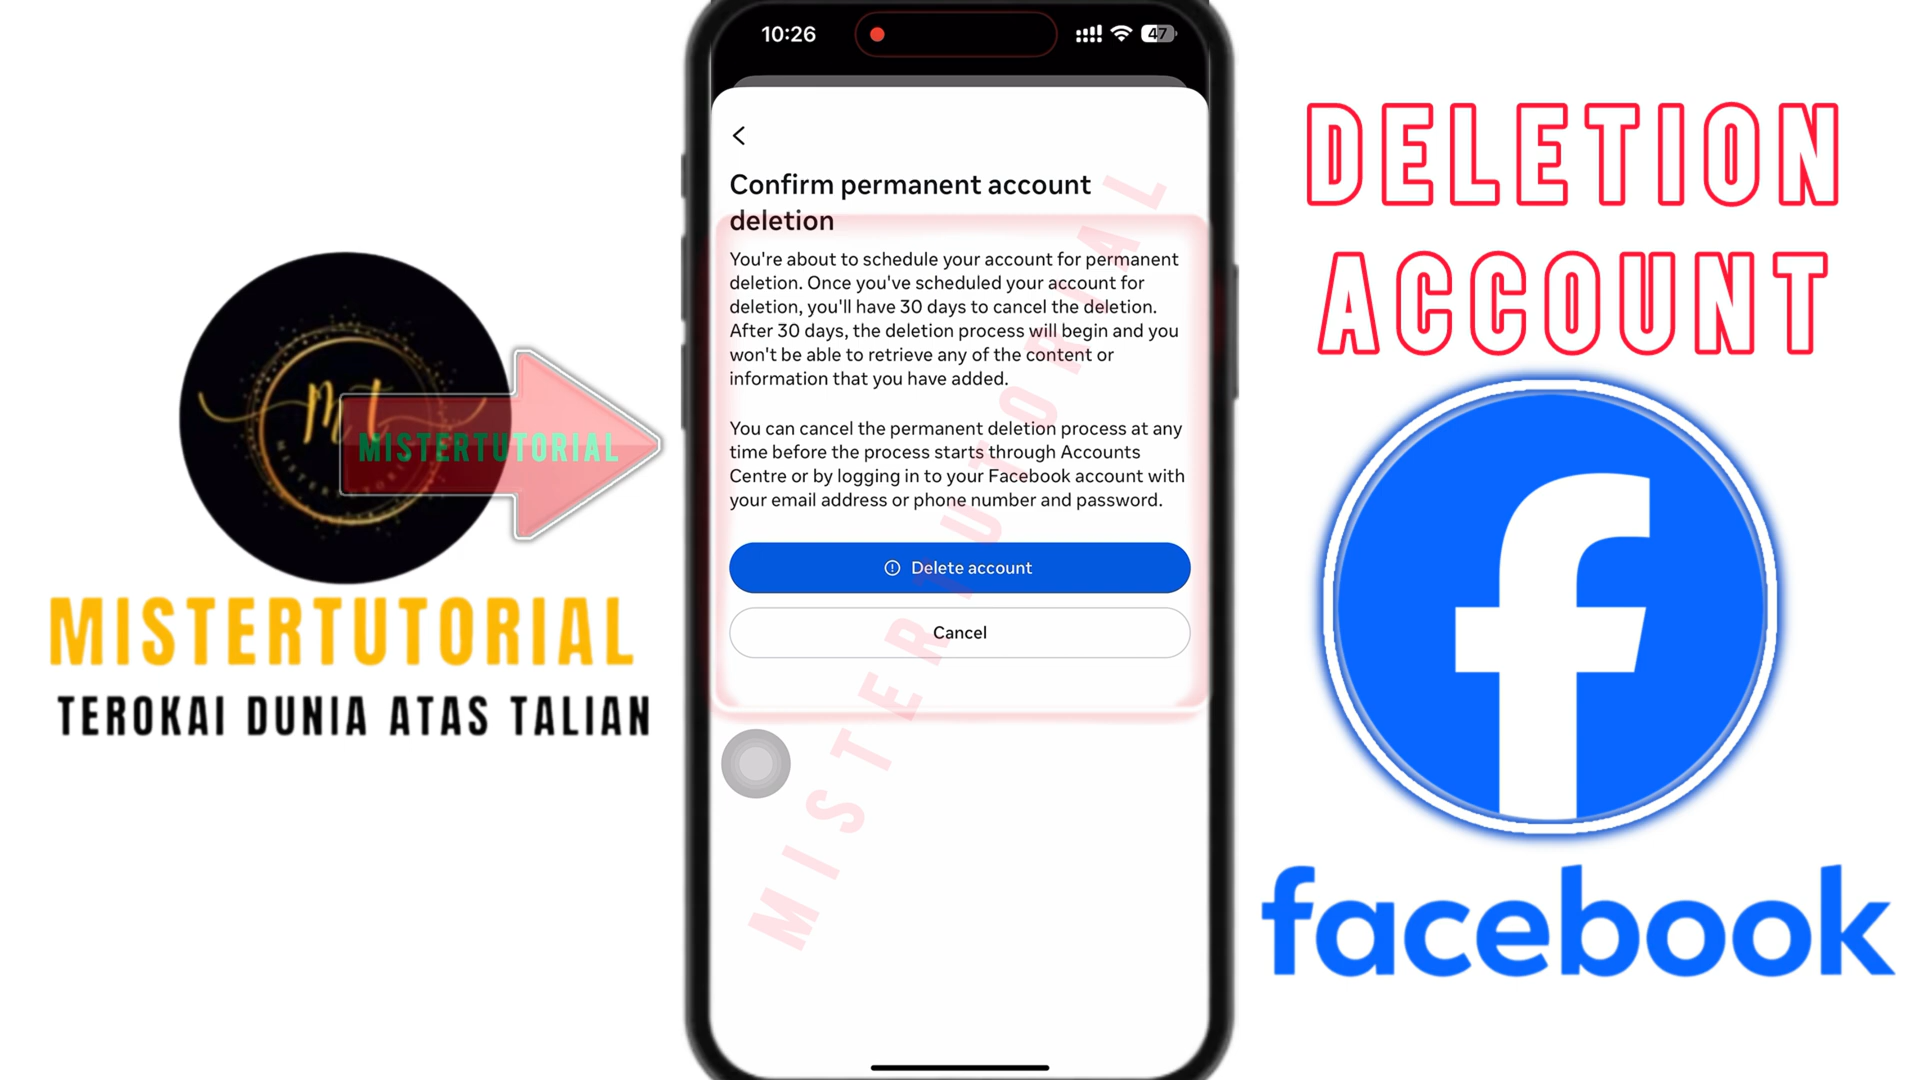 10:26
47
Confirm permanent account
deletion
You're about to schedule your account for permanent
deletion. Once you've scheduled your account for
deletion, you'll have 30 days to cancel the deletion.
After 30 days, the deletion process will begin and you
won't be able to retrieve any of the content or
information that you have added.
You can cancel the permanent deletion process at any
time before the process starts through Accounts
Centre or by logging in to your Facebook account with
your email address or phone number and password.
Delete account
Cancel
MISTERTUTORIAL
mt
MISTERTUTORIAL
MISTERTUTORIAL
TEROKAI DUNIA ATAS TALIAN
DELETION
ACCOUNT
f
facebook